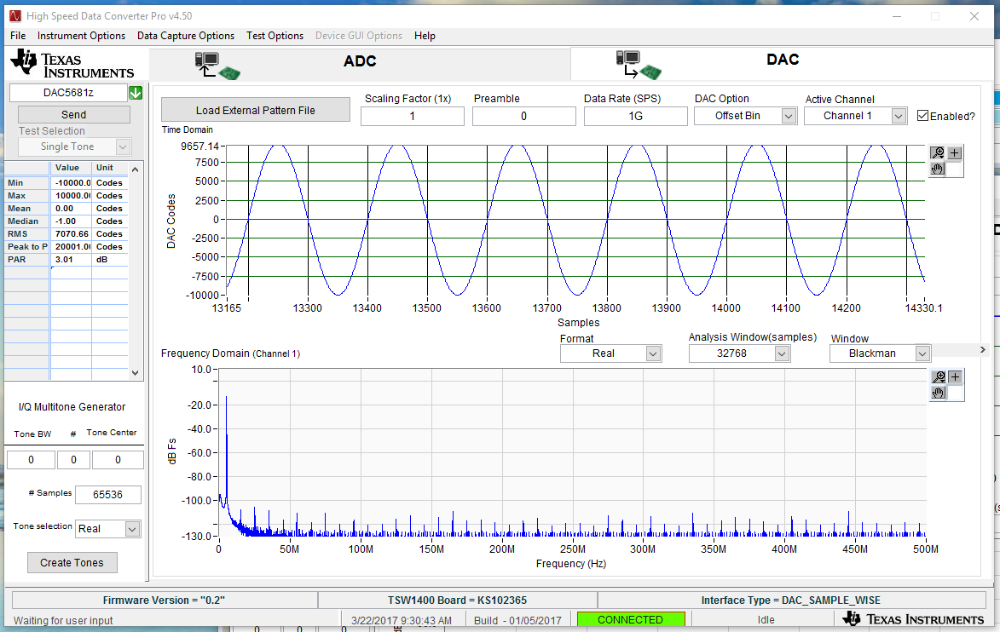 High Speed Data Converter Pro v4.50
File Instrument Options Data Capture Options Test Options Device GUI Options Help
TEXAS INSTRUMENTS
ADC
DAC
DAC5681z
Send
Test Selection
Single Tone
Value Unit
Min -10000.0 Codes
Max 10000.0 Codes
Mean 0.00 Codes
Median -1.00 Codes
RMS 7070.66 Codes
Peak to P 20001.0 Codes
PAR 3.01 dB
I/Q Multitone Generator
Tone BW # Tone Center
0 0 0
# Samples 65536
Tone selection Real
Create Tones
Load External Pattern File
Scaling Factor (1x) Preamble Data Rate (SPS) DAC Option Active Channel
1 0 1G Offset Bin Channel 1 Enabled?
Time Domain
9657.14
7500
5000
2500
0
-2500
-5000
-7500
-10000
DAC Codes
13165 13300 13400 13500 13600 13700 13800 13900 14000 14100 14200 14330.1
Samples
Format Analysis Window(samples) Window
Real 32768 Blackman
Frequency Domain (Channel 1)
10.0
-20.0
-40.0
-60.0
-80.0
-100.0
-130.0
dB Fs
0 50M 100M 150M 200M 250M 300M 350M 400M 450M 500M
Frequency (Hz)
Firmware Version = "0.2" TSW1400 Board = KS102365 Interface Type = DAC_SAMPLE_WISE
Waiting for user input 3/22/2017 9:30:43 AM Build - 01/05/2017 CONNECTED Idle TEXAS INSTRUMENTS